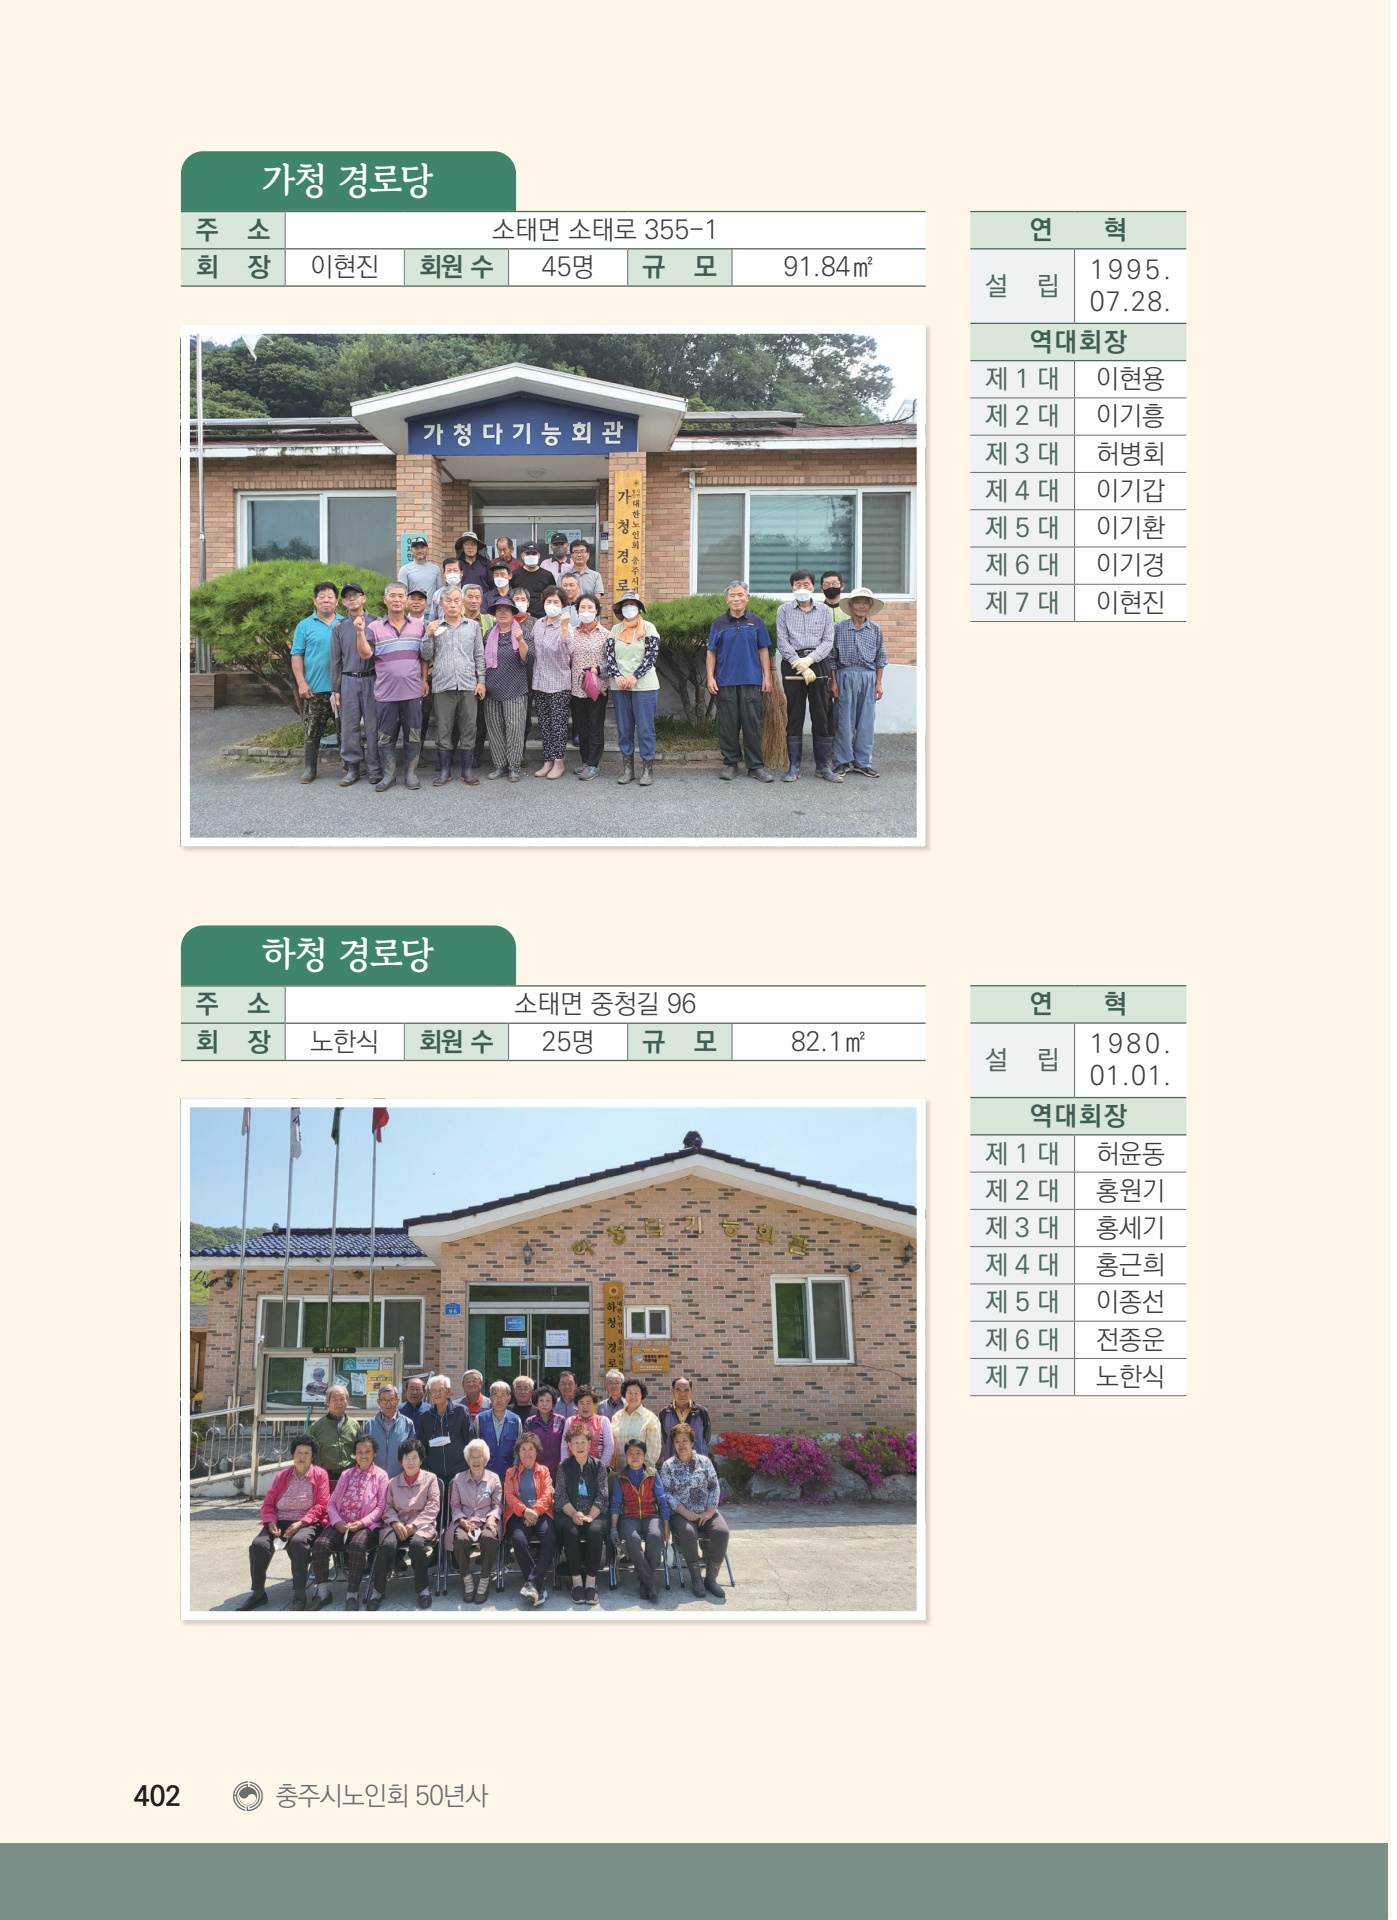 가청 경로당
주 소 소태면 소태로 355-1
회 장 이현진 회원 수 45명 규 모 91.84㎡
연 혁
설 립 1995. 07.28.
역대회장
제 1 대 이현용
제 2 대 이기흥
제 3 대 허병회
제 4 대 이기갑
제 5 대 이기환
제 6 대 이기경
제 7 대 이현진
가청다기능회관
대한노인회 충주시
가청경로
하청 경로당
주 소 소태면 중청길 96
회 장 노한식 회원 수 25명 규 모 82.1㎡
연 혁
설 립 1980. 01.01.
역대회장
제 1 대 허윤동
제 2 대 홍원기
제 3 대 홍세기
제 4 대 홍근희
제 5 대 이종선
제 6 대 전종운
제 7 대 노한식
하청다기능회관
96
하청경로
402 충주시노인회 50년사